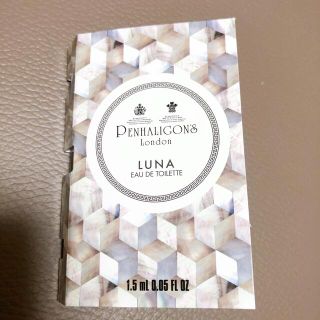 PENHALIGON'S
London
LUNA
EAU DE TOILETTE
1.5 mL 0.05 FL OZ